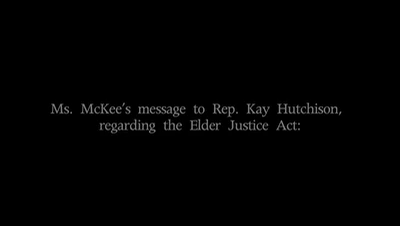 Ms. McKee's message to Rep. Kay Hutchison,
regarding the Elder Justice Act: